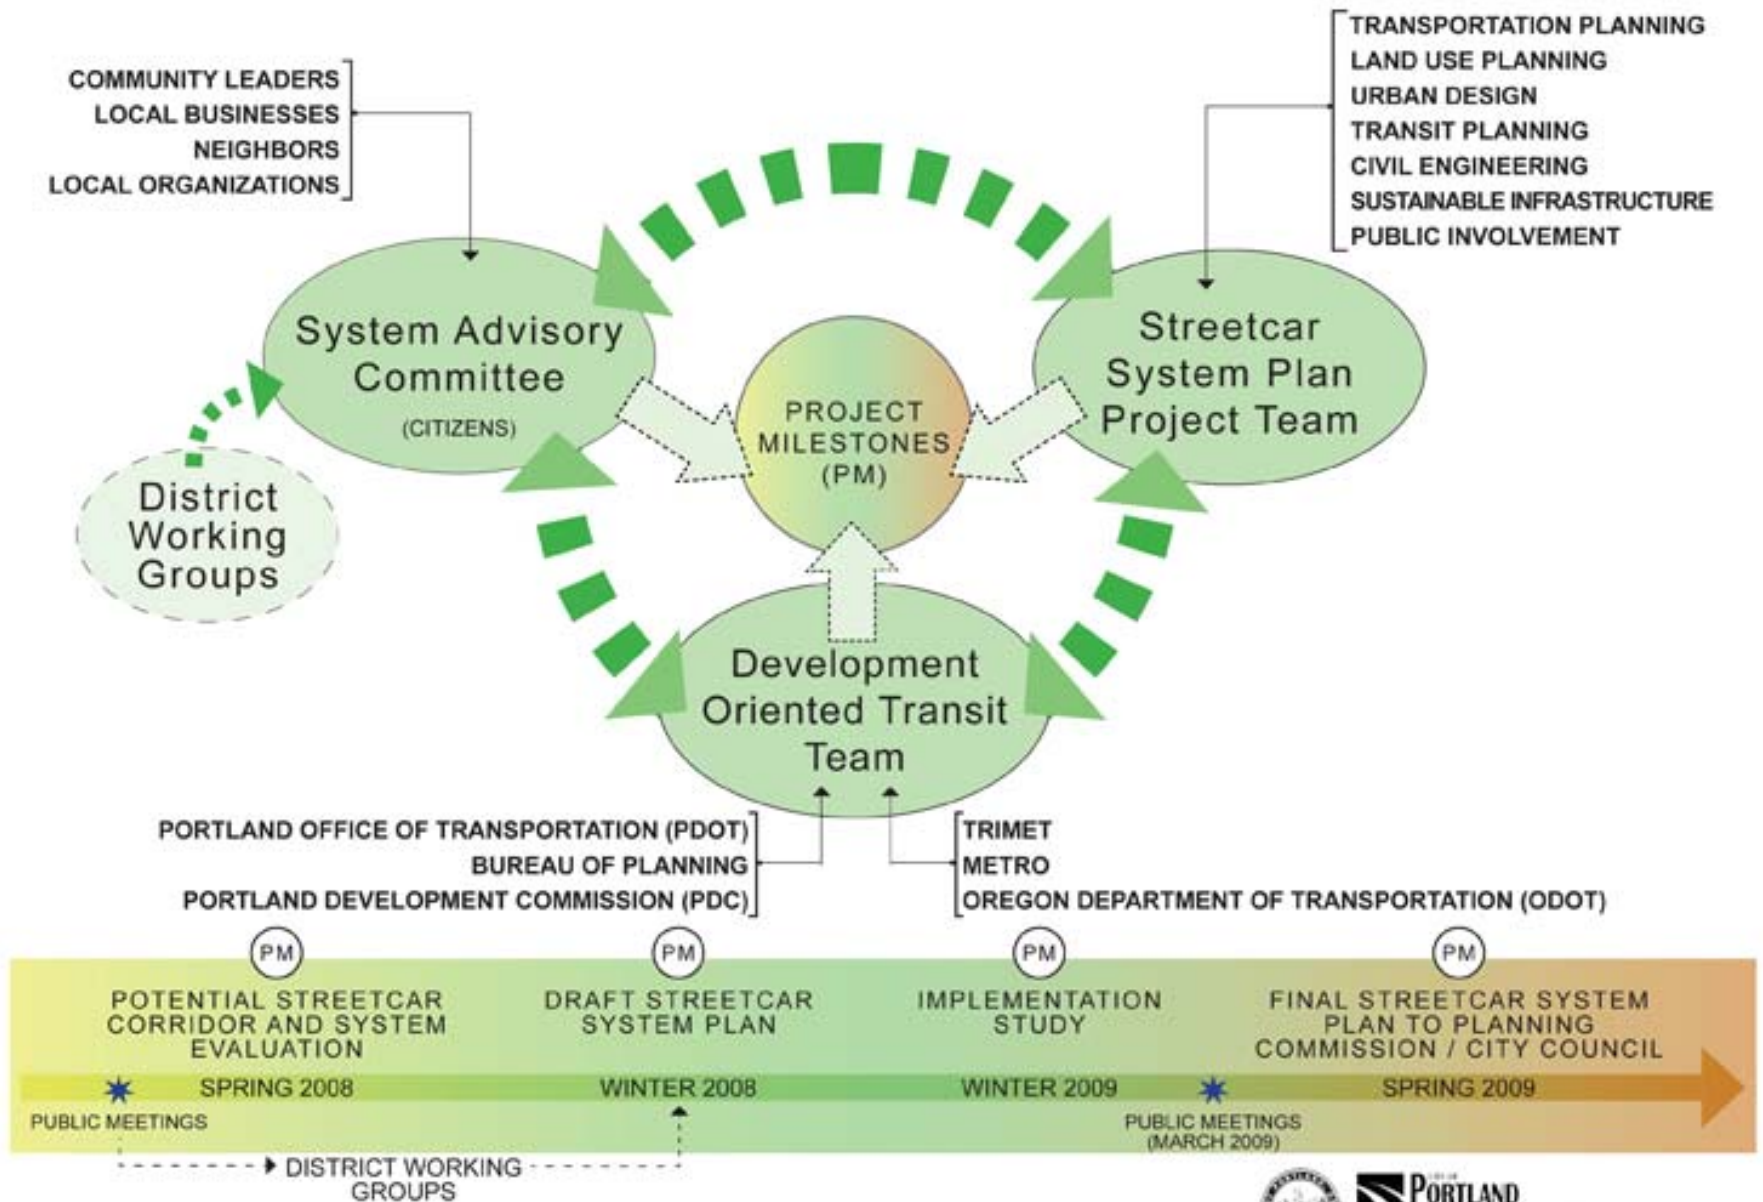 COMMUNITY LEADERS
LOCAL BUSINESSES
NEIGHBORS
LOCAL ORGANIZATIONS
TRANSPORTATION PLANNING
LAND USE PLANNING
URBAN DESIGN
TRANSIT PLANNING
CIVIL ENGINEERING
SUSTAINABLE INFRASTRUCTURE
PUBLIC INVOLVEMENT
System Advisory
Committee
(CITIZENS)
Streetcar
System Plan
Project Team
PROJECT
MILESTONES
(PM)
District
Working
Groups
Development
Oriented Transit
Team
PORTLAND OFFICE OF TRANSPORTATION (PDOT)
BUREAU OF PLANNING
PORTLAND DEVELOPMENT COMMISSION (PDC)
TRIMET
METRO
OREGON DEPARTMENT OF TRANSPORTATION (ODOT)
PM
PM
PM
PM
POTENTIAL STREETCAR
CORRIDOR AND SYSTEM
EVALUATION
DRAFT STREETCAR
SYSTEM PLAN
IMPLEMENTATION
STUDY
FINAL STREETCAR SYSTEM
PLAN TO PLANNING
COMMISSION / CITY COUNCIL
SPRING 2008
WINTER 2008
WINTER 2009
SPRING 2009
PUBLIC MEETINGS
PUBLIC MEETINGS
(MARCH 2009)
DISTRICT WORKING
GROUPS
PORTLAND